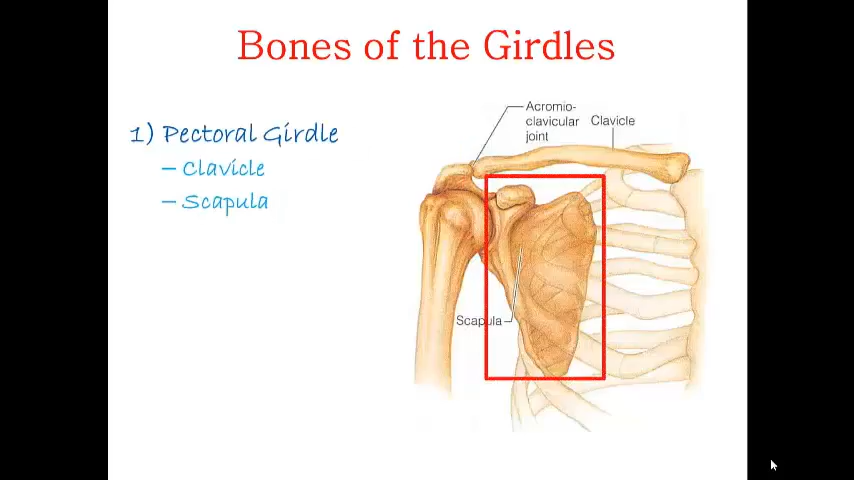 Bones of the Girdles
1) Pectoral Girdle
– Clavicle
– Scapula
Acromio-
clavicular
joint
Clavicle
Scapula